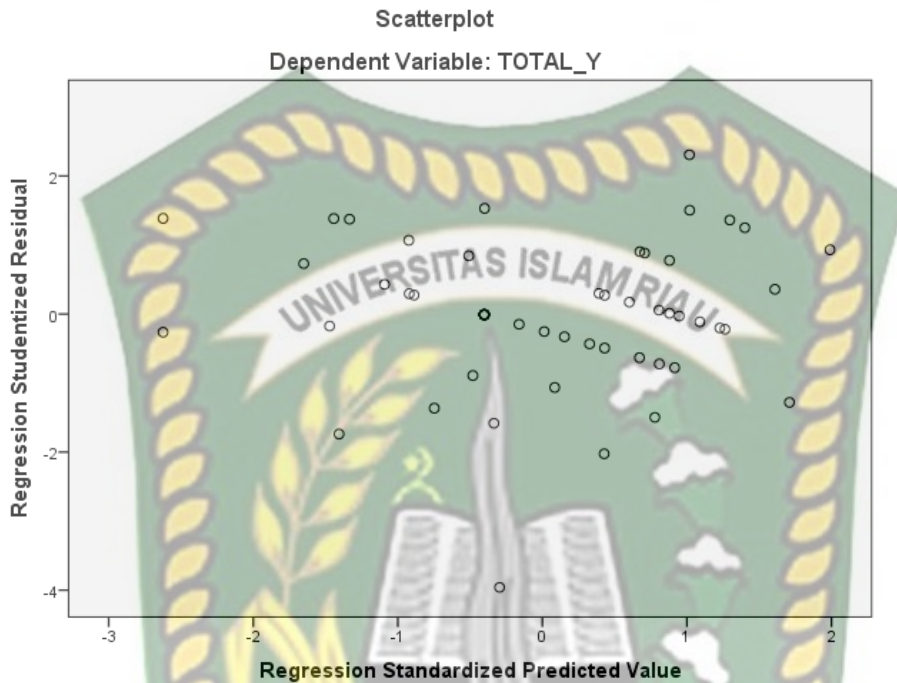 Scatterplot
Dependent Variable: TOTAL_Y
Regression Studentized Residual
2
0
-2
-4
UNIVERSITAS ISLAM RIAU
-3
-2
-1
0
1
2
Regression Standardized Predicted Value